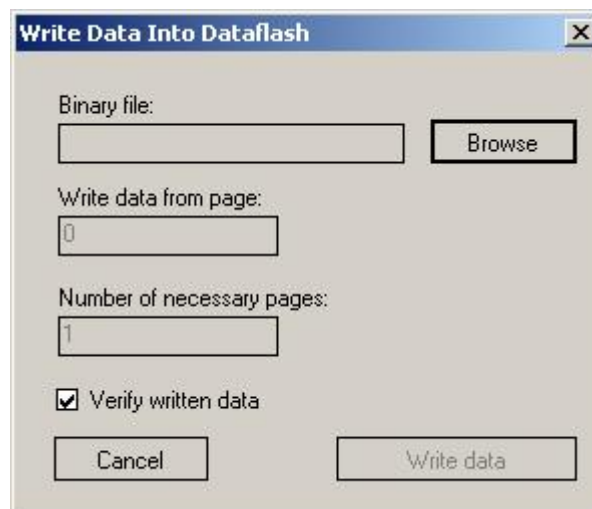 Write Data Into Dataflash
Binary file:
Browse
Write data from page:
0
Number of necessary pages:
1
Verify written data
Cancel
Write data